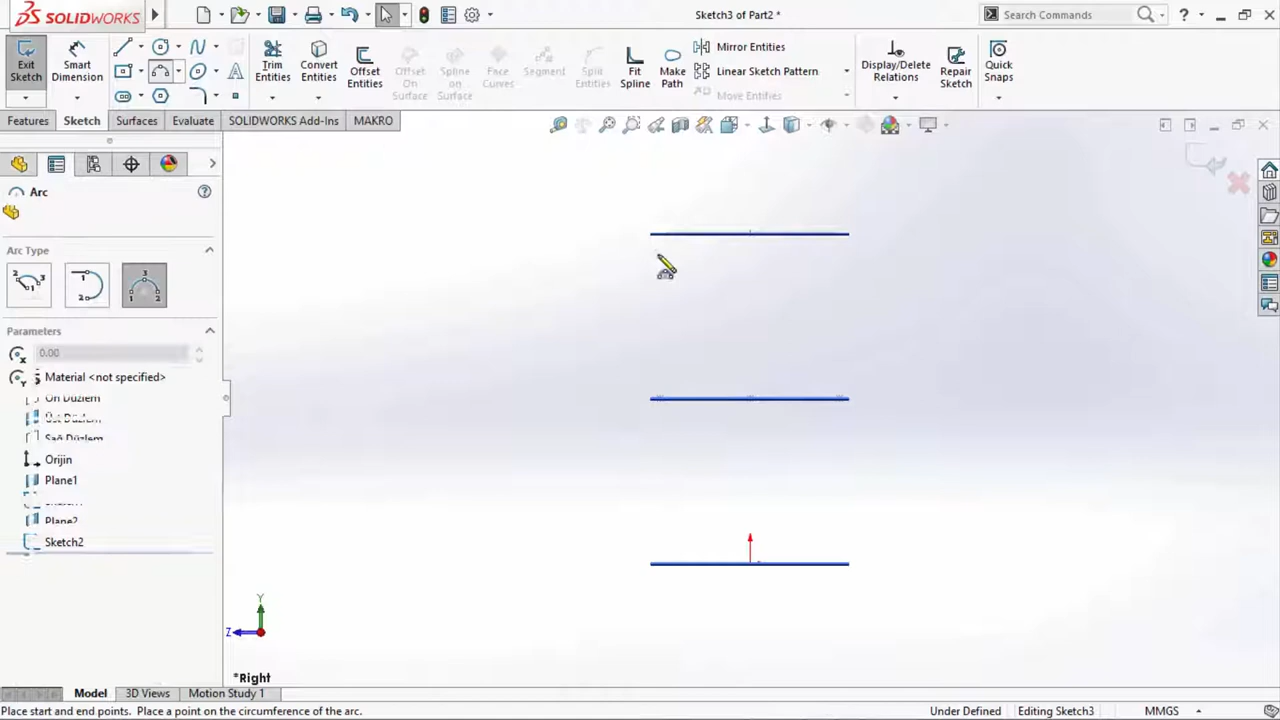 SOLIDWORKS
Sketch3 of Part2 *
Search Commands
Exit Sketch
Smart Dimension
Trim Entities
Convert Entities
Offset Entities
Offset On Surface
Spline on Surface
Face Curves
Segment
Split Entities
Fit Spline
Make Path
Mirror Entities
Linear Sketch Pattern
Move Entities
Display/Delete Relations
Repair Sketch
Quick Snaps
Features
Sketch
Surfaces
Evaluate
SOLIDWORKS Add-Ins
MAKRO
Arc
Arc Type
Parameters
0.00
Material <not specified>
Ön Düzlem
Üst Düzlem
Sağ Düzlem
Orijin
Plane1
Plane2
Sketch2
Y
Z
*Right
Model
3D Views
Motion Study 1
Place start and end points. Place a point on the circumference of the arc.
Under Defined
Editing Sketch3
MMGS